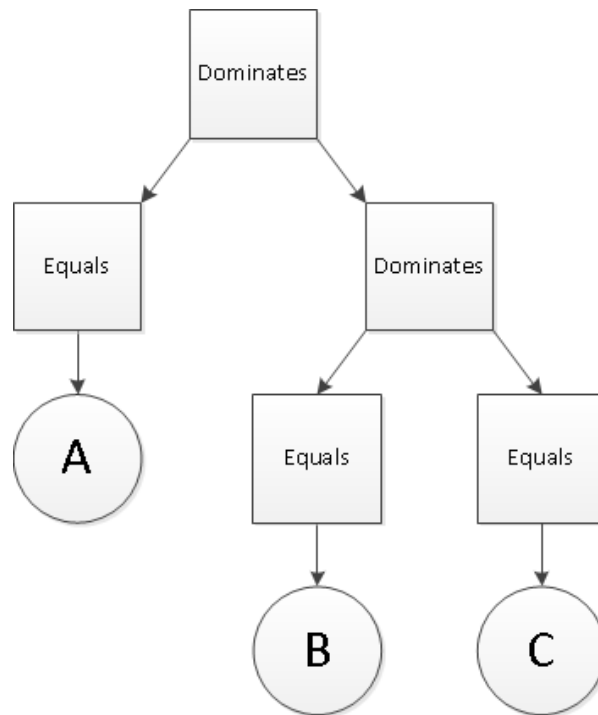 Dominates
Equals
Dominates
A
Equals
Equals
B
C